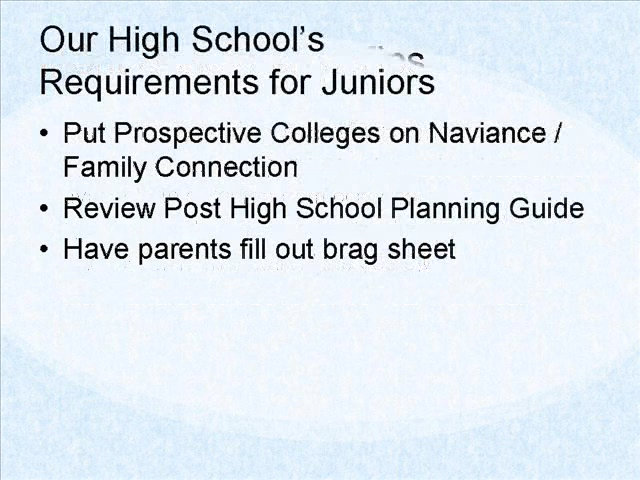 Our High School's
Requirements for Juniors
• Put Prospective Colleges on Naviance /
Family Connection
• Review Post High School Planning Guide
• Have parents fill out brag sheet